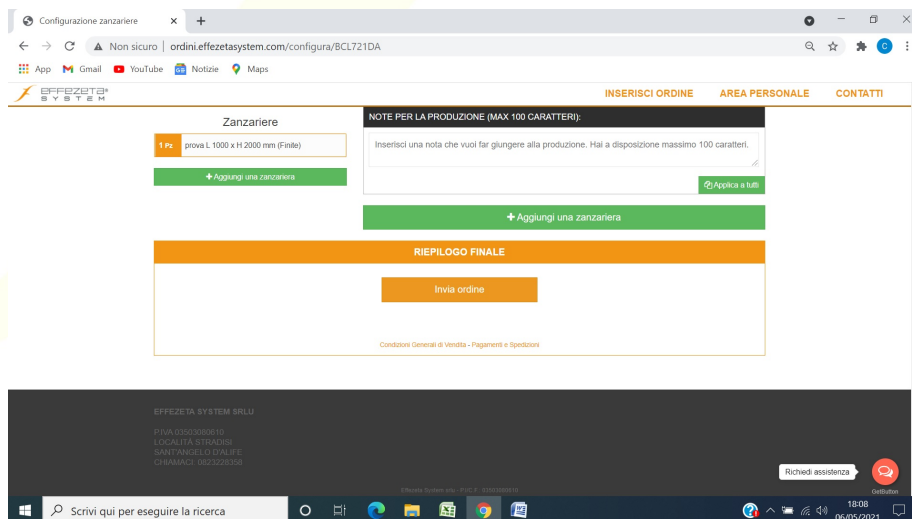 Configurazione zanzariere
Non sicuro | ordini.effezetasystem.com/configura/BCL721DA
App Gmail YouTube Notizie Maps
EFFEZETA®
SYSTEM
INSERISCI ORDINE AREA PERSONALE CONTATTI
Zanzariere
1 Pz prova L 1000 x H 2000 mm (Finite)
Aggiungi una zanzariera
NOTE PER LA PRODUZIONE (MAX 100 CARATTERI):
Inserisci una nota che vuoi far giungere alla produzione. Hai a disposizione massimo 100 caratteri.
Applica a tutti
Aggiungi una zanzariera
RIEPILOGO FINALE
Invia ordine
Condizioni Generali di Vendita - Pagamenti e Spedizioni
EFFEZETA SYSTEM SRLU
P.IVA 03503080610
LOCALITÀ STRADISI
SANT'ANGELO D'ALIFE
CHIAMACI: 0823228358
Richiedi assistenza
GetButton
Scrivi qui per eseguire la ricerca
18:08
06/05/2021